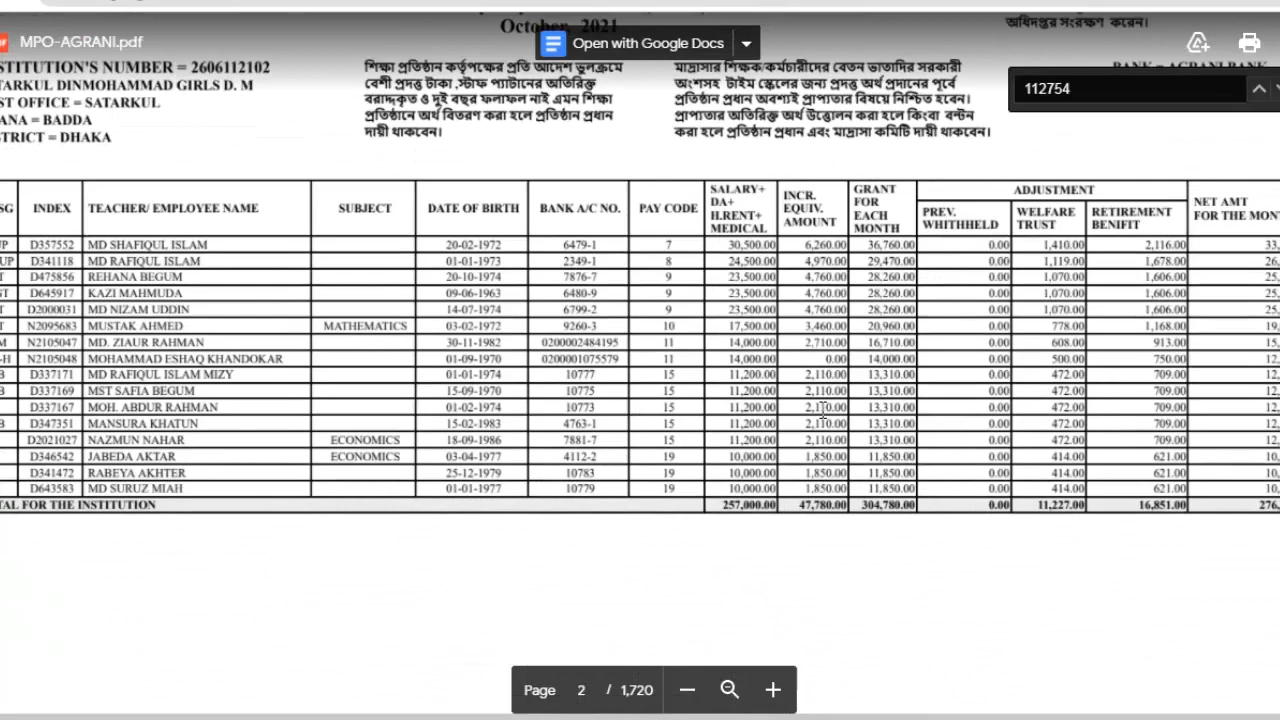 October, 2021
অধিদপ্তর সংরক্ষণ করেন।
MPO-AGRANI.pdf
Open with Google Docs
STITUTION'S NUMBER = 2606112102
TARKUL DINMOHAMMAD GIRLS D. M
ST OFFICE = SATARKUL
ANA = BADDA
STRICT = DHAKA
শিক্ষা প্রতিষ্ঠান কর্তৃপক্ষের প্রতি আদেশ ভুলক্রমে
বেশী প্রদত্ত টাকা ,স্টাফ প্যাটানের অতিরিক্ত
বরাদ্দকৃত ও দুই বছর ফলাফল নাই এমন শিক্ষা
প্রতিষ্ঠানে অর্থ বিতরণ করা হলে প্রতিষ্ঠান প্রধান
দায়ী থাকবেন।
মাদ্রাসার শিক্ষক/কর্মচারীদের বেতন ভাতাদির সরকারী
অংশসহ টাইম স্কেলের জন্য প্রদত্ত অর্থ প্রদানের পূর্বে
প্রতিষ্ঠান প্রধান অবশ্যই প্রাপ্যতার বিষয়ে নিশ্চিত হবেন।
প্রাপ্যতার অতিরিক্ত অর্থ উত্তোলন করা হলে কিংবা বন্টন
করা হলে প্রতিষ্ঠান প্রধান এবং মাদ্রাসা কমিটি দায়ী থাকবেন।
112754
SG INDEX TEACHER/ EMPLOYEE NAME SUBJECT DATE OF BIRTH BANK A/C NO. PAY CODE SALARY+ DA+ H.RENT+ MEDICAL INCR. EQUIV. AMOUNT GRANT FOR EACH MONTH ADJUSTMENT PREV. WHITHHELD WELFARE TRUST RETIREMENT BENIFIT NET AMT FOR THE MON
UP D357552 MD SHAFIQUL ISLAM 20-02-1972 6479-1 7 30,500.00 6,260.00 36,760.00 0.00 1,410.00 2,116.00 33,
UP D341118 MD RAFIQUL ISLAM 01-01-1973 2349-1 8 24,500.00 4,970.00 29,470.00 0.00 1,119.00 1,678.00 26,
T D475856 REHANA BEGUM 20-10-1974 7876-7 9 23,500.00 4,760.00 28,260.00 0.00 1,070.00 1,606.00 25,
GT D645917 KAZI MAHMUDA 09-06-1963 6480-9 9 23,500.00 4,760.00 28,260.00 0.00 1,070.00 1,606.00 25,
T D2000031 MD NIZAM UDDIN 14-07-1974 6799-2 9 23,500.00 4,760.00 28,260.00 0.00 1,070.00 1,606.00 25,
T N2095683 MUSTAK AHMED MATHEMATICS 03-02-1972 9260-3 10 17,500.00 3,460.00 20,960.00 0.00 778.00 1,168.00 19,
M N2105047 MD. ZIAUR RAHMAN 30-11-1982 0200002484195 11 14,000.00 2,710.00 16,710.00 0.00 608.00 913.00 15,
-H N2105048 MOHAMMAD ESHAQ KHANDOKAR 01-09-1970 0200001075579 11 14,000.00 0.00 14,000.00 0.00 500.00 750.00 12,
B D337171 MD RAFIQUL ISLAM MIZY 01-01-1974 10777 15 11,200.00 2,110.00 13,310.00 0.00 472.00 709.00 12,
B D337169 MST SAFIA BEGUM 15-09-1970 10775 15 11,200.00 2,110.00 13,310.00 0.00 472.00 709.00 12,
D337167 MOH. ABDUR RAHMAN 01-02-1974 10773 15 11,200.00 2,110.00 13,310.00 0.00 472.00 709.00 12,
B D347351 MANSURA KHATUN 15-02-1983 4763-1 15 11,200.00 2,110.00 13,310.00 0.00 472.00 709.00 12,
D2021027 NAZMUN NAHAR ECONOMICS 18-09-1986 7881-7 15 11,200.00 2,110.00 13,310.00 0.00 472.00 709.00 12,
D346542 JABEDA AKTAR ECONOMICS 03-04-1977 4112-2 19 10,000.00 1,850.00 11,850.00 0.00 414.00 621.00 10,
D341472 RABEYA AKHTER 25-12-1979 10783 19 10,000.00 1,850.00 11,850.00 0.00 414.00 621.00 10,
D643583 MD SURUZ MIAH 01-01-1977 10779 19 10,000.00 1,850.00 11,850.00 0.00 414.00 621.00 10,
TAL FOR THE INSTITUTION 257,000.00 47,780.00 304,780.00 0.00 11,227.00 16,851.00 276,
Page 2 / 1,720